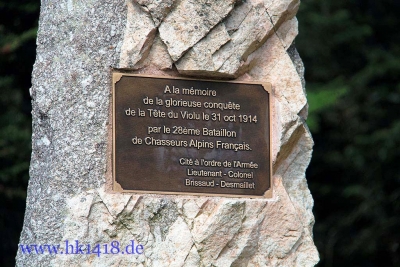 A la mémoire
de la glorieuse conquête
de la Tête du Violu le 31 oct 1914
par le 28ème Bataillon
de Chasseurs Alpins Français.
Cité à l'ordre de l'Armée
Lieutenant - Colonel
Brissaud - Desmaillet
www.hk1418.de